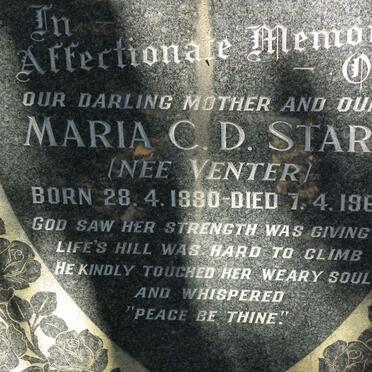 In
Affectionate Memor
— O
OUR DARLING MOTHER AND OU
MARIA C. D. STAR
(NEE VENTER)
BORN 28. 4. 1880-DIED 7. 4. 196
GOD SAW HER STRENGTH WAS GIVING
LIFE'S HILL WAS HARD TO CLIMB
HE KINDLY TOUCHED HER WEARY SOUL
AND WHISPERED
"PEACE BE THINE."